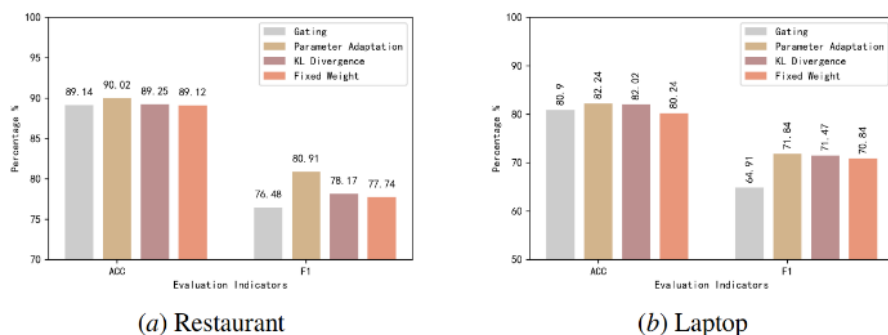 100
95
90
85
80
75
70
Percentage %
Gating
Parameter Adaptation
KL Divergence
Fixed Weight
89.14
90.02
89.25
89.12
76.48
80.91
78.17
77.74
ACC
F1
Evaluation Indicators
(a) Restaurant
100
90
80
70
60
50
Percentage %
Gating
Parameter Adaptation
KL Divergence
Fixed Weight
80.9
82.24
82.02
80.24
64.91
71.84
71.47
70.84
ACC
F1
Evaluation Indicators
(b) Laptop